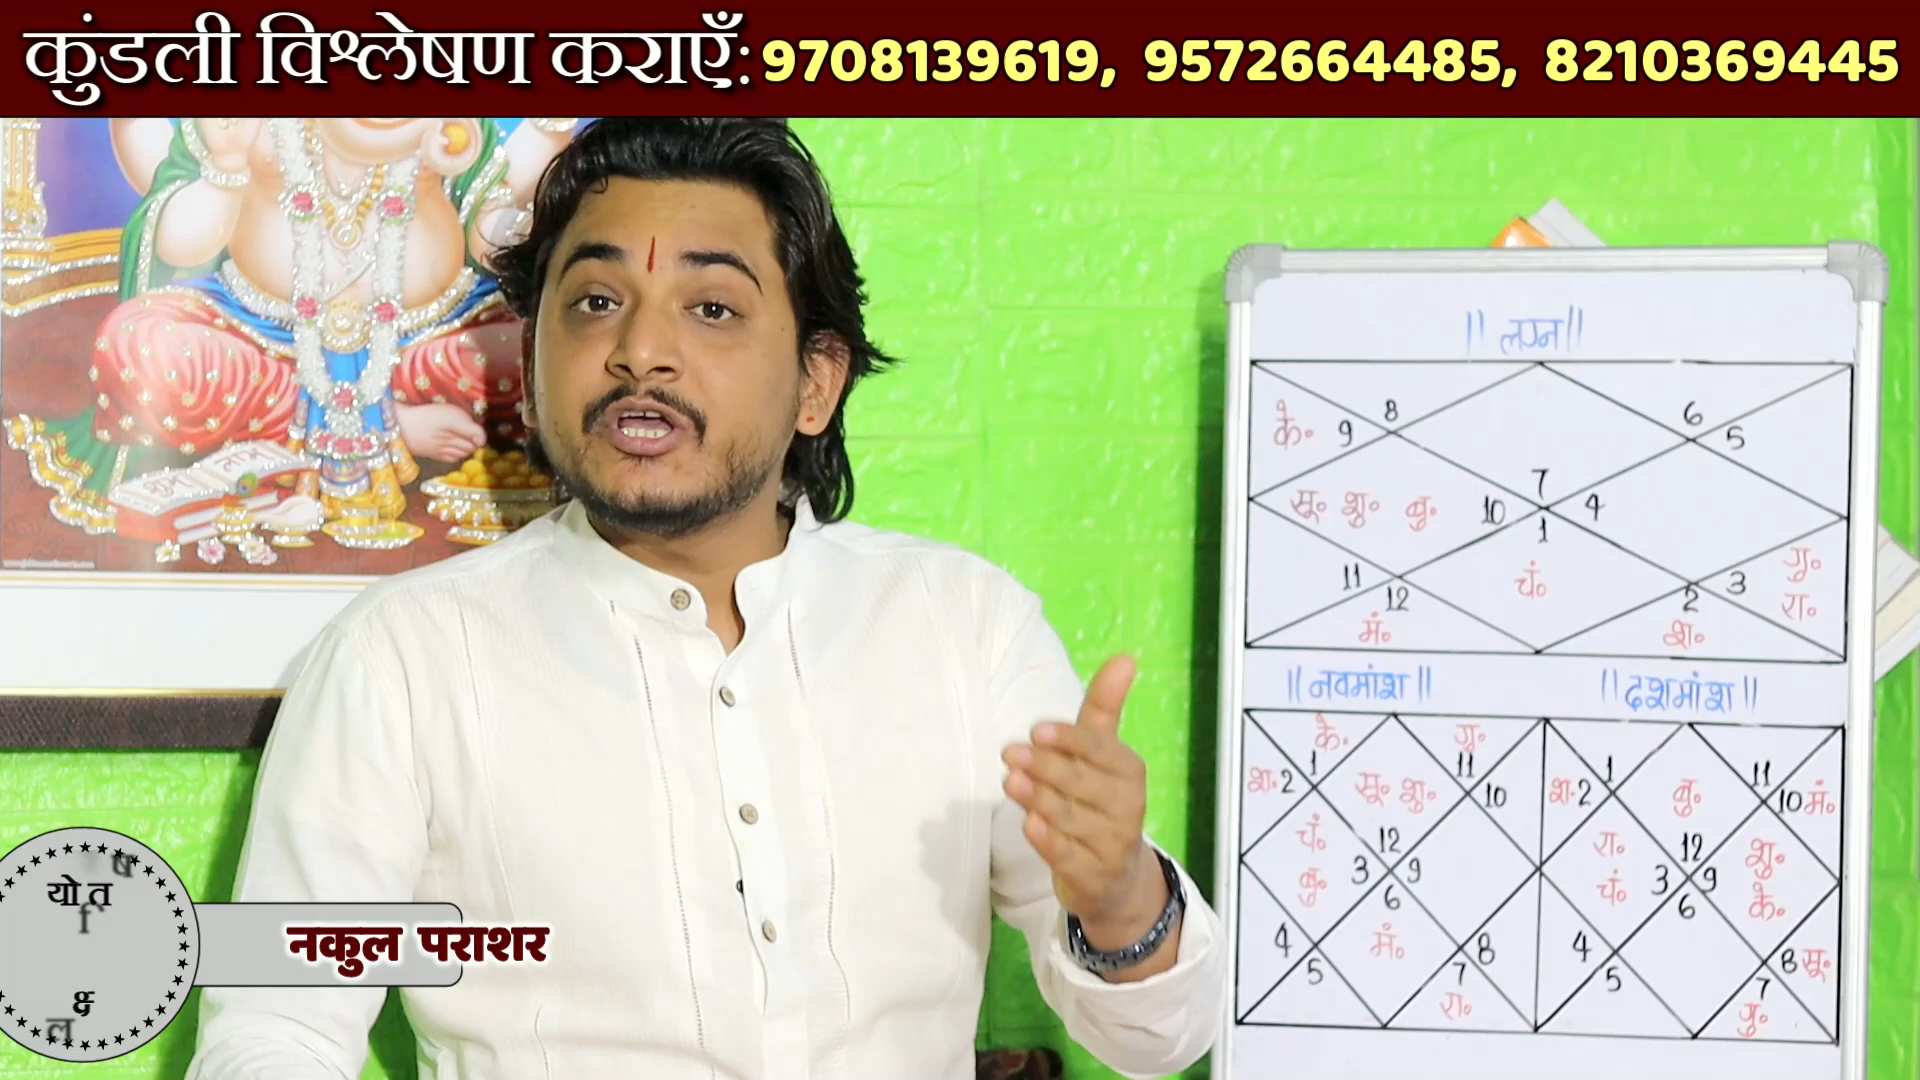 कुंडली विश्लेषण कराएँ: 9708139619, 9572664485, 8210369445
|| लग्न ||
के॰ 9 8 6 5
7
सू॰ शु॰ बु॰ 10 4
1
11 12 चं॰ 2 3 गु॰ रा॰
मं॰ श॰
|| नवमांश || || दशमांश ||
के॰ गु॰
श॰ 2 1 सू॰ शु॰ 11 10 श॰ 2 1 बु॰ 11 10 मं॰
चं॰ 12 रा॰ 12 शु॰
बु॰ 3 9 चं॰ 3 9 के॰
6 6
4 5 मं॰ 7 8 4 5 7 8 सू॰
रा॰ गु॰
नकुल पराशर
शुभ लाभ